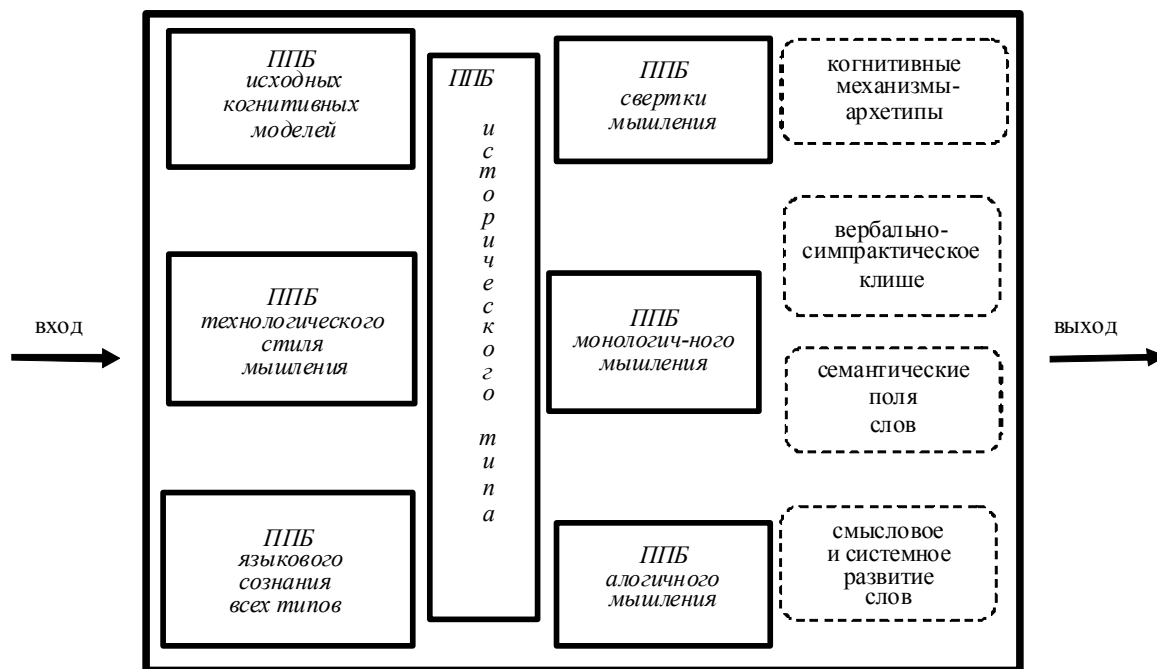 вход
ППБ
исходных
когнитивных
моделей
ППБ
технологического
стиля
мышления
ППБ
языкового
сознания
всех типов
ППБ
исторического
типа
ППБ
свертки
мышления
ППБ
монологич-ного
мышления
ППБ
алогичного
мышления
когнитивные
механизмы-
архетипы
вербально-
симпрактическое
клише
семантические
поля
слов
смысловое
и системное
развитие
слов
выход